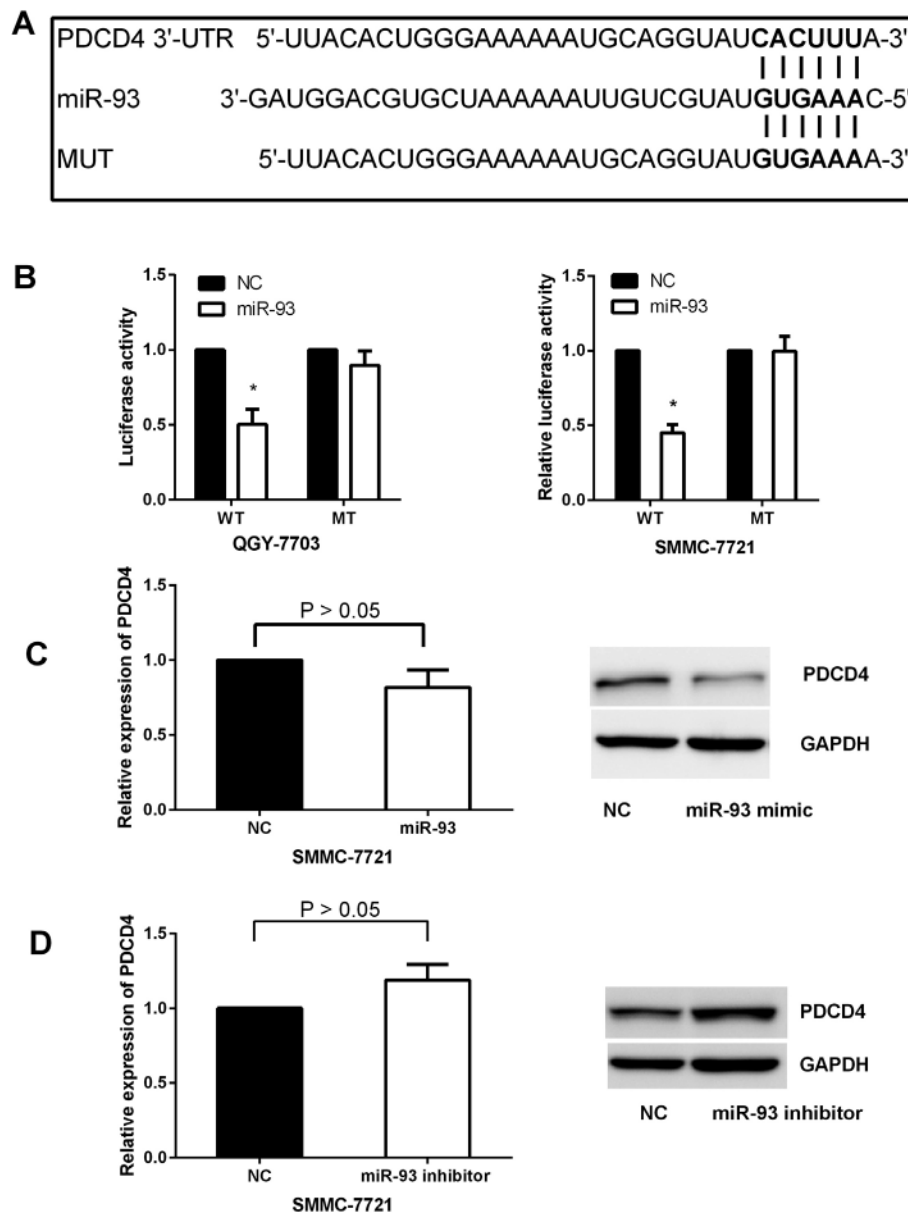 A
PDCD4 3'-UTR 5'-UUACACUGGGAAAAAAUGCAGGUAUCACUUUA-3'
miR-93 3'-GAUGGACGUGCUAAAAAUUGUCGUAUGUGAAAC-5'
MUT 5'-UUACACUGGGAAAAAAUGCAGGUAUGUGAAAA-3'
B
NC
miR-93
Luciferase activity
1.5
1.0
0.5
0.0
*
WT MT
QGY-7703
NC
miR-93
Relative luciferase activity
1.5
1.0
0.5
0.0
*
WT MT
SMMC-7721
C
Relative expression of PDCD4
1.5
1.0
0.5
0.0
P > 0.05
NC miR-93
SMMC-7721
PDCD4
GAPDH
NC miR-93 mimic
D
Relative expression of PDCD4
1.5
1.0
0.5
0.0
P > 0.05
NC miR-93 inhibitor
SMMC-7721
PDCD4
GAPDH
NC miR-93 inhibitor